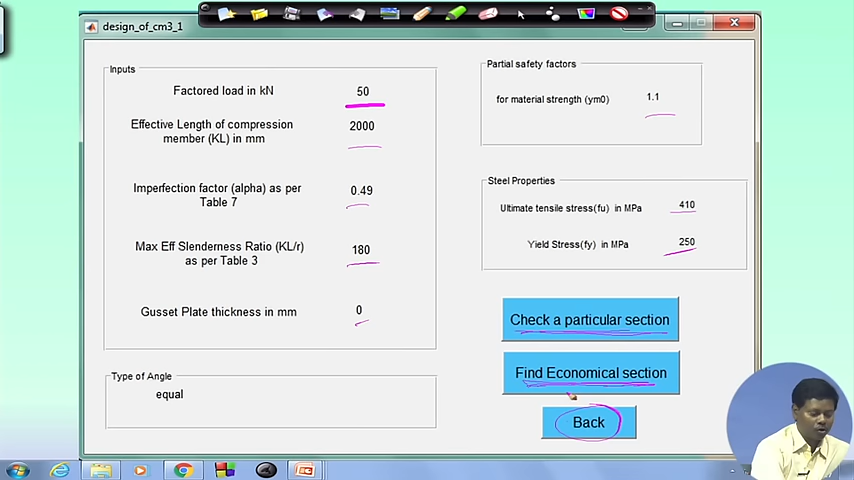 design_of_cm3_1
Inputs
Factored load in kN
50
Effective Length of compression
member (KL) in mm
2000
Imperfection factor (alpha) as per
Table 7
0.49
Max Eff Slenderness Ratio (KL/r)
as per Table 3
180
Gusset Plate thickness in mm
0
Type of Angle
equal
Partial safety factors
for material strength (ym0)
1.1
Steel Properties
Ultimate tensile stress(fu) in MPa
410
Yield Stress(fy) in MPa
250
Check a particular section
Find Economical section
Back